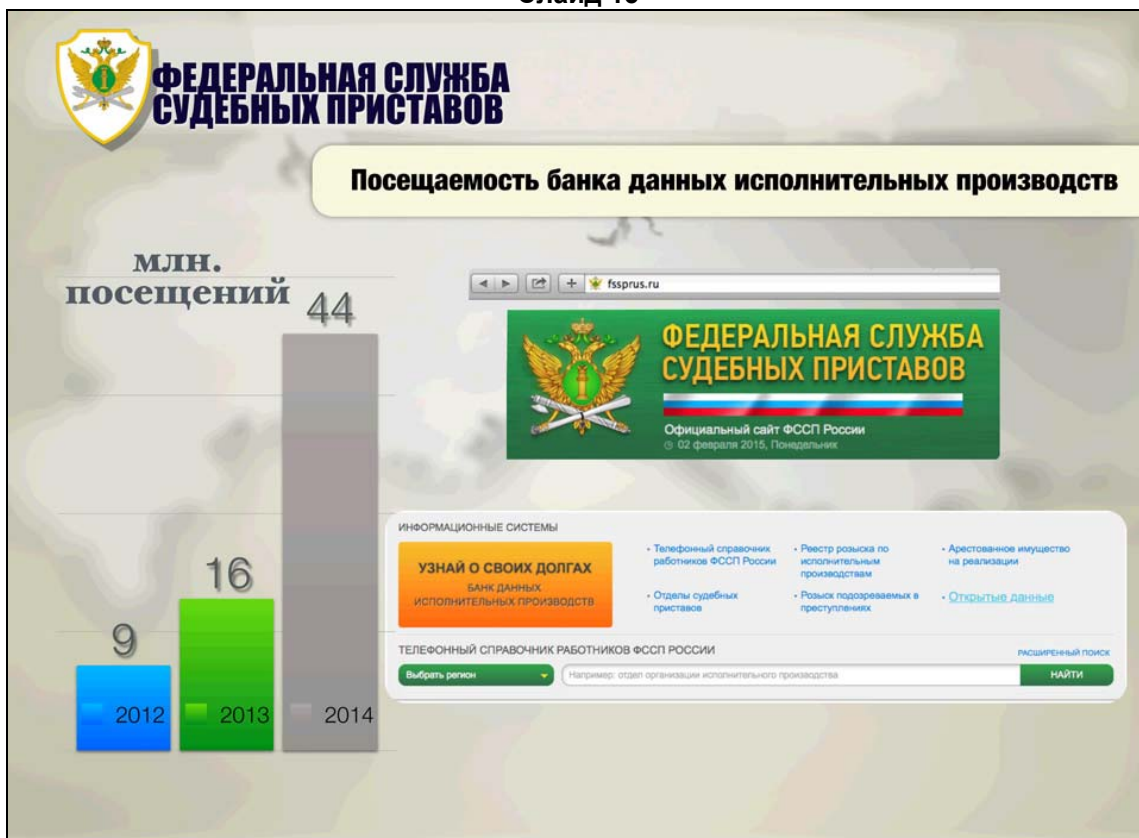 ФЕДЕРАЛЬНАЯ СЛУЖБА
СУДЕБНЫХ ПРИСТАВОВ
Посещаемость банка данных исполнительных производств
млн.
посещений
44
16
9
2012
2013
2014
fssprus.ru
ФЕДЕРАЛЬНАЯ СЛУЖБА
СУДЕБНЫХ ПРИСТАВОВ
Официальный сайт ФССП России
02 февраля 2015, Понедельник
ИНФОРМАЦИОННЫЕ СИСТЕМЫ
УЗНАЙ О СВОИХ ДОЛГАХ
БАНК ДАННЫХ
ИСПОЛНИТЕЛЬНЫХ ПРОИЗВОДСТВ
Телефонный справочник
работников ФССП России
Отделы судебных
приставов
Реестр розыска по
исполнительным
производствам
Розыск подозреваемых в
преступлениях
Арестованное имущество
на реализации
Открытые данные
ТЕЛЕФОННЫЙ СПРАВОЧНИК РАБОТНИКОВ ФССП РОССИИ
РАСШИРЕННЫЙ ПОИСК
Выбрать регион
Например: отдел организации исполнительного производства
НАЙТИ